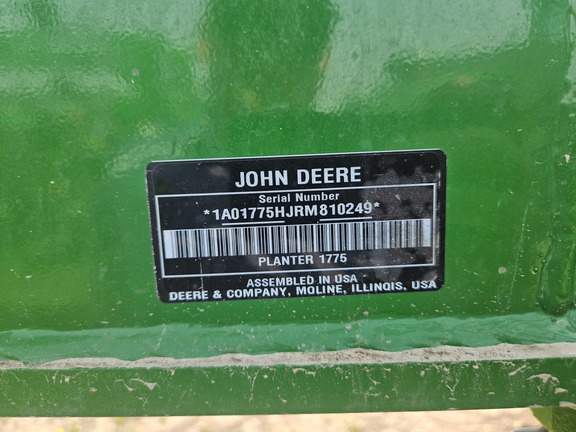 JOHN DEERE
Serial Number
*1A01775HJRM810249*
PLANTER 1775
ASSEMBLED IN USA
DEERE & COMPANY, MOLINE, ILLINOIS, USA